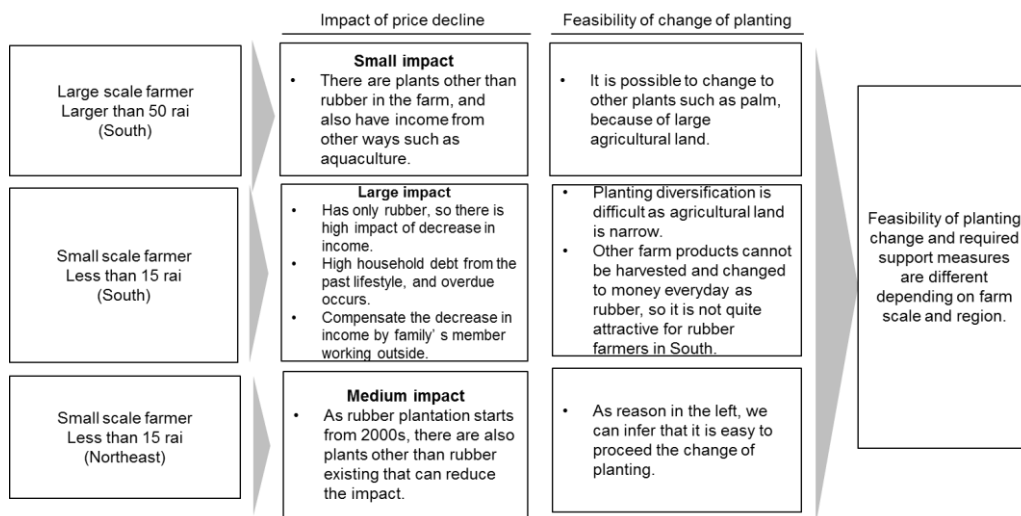 Impact of price decline
Feasibility of change of planting
Large scale farmer
Larger than 50 rai
(South)
Small impact
• There are plants other than
rubber in the farm, and
also have income from
other ways such as
aquaculture.
• It is possible to change to
other plants such as palm,
because of large
agricultural land.
Small scale farmer
Less than 15 rai
(South)
Large impact
• Has only rubber, so there is
high impact of decrease in
income.
• High household debt from the
past lifestyle, and overdue
occurs.
• Compensate the decrease in
income by family' s member
working outside.
• Planting diversification is
difficult as agricultural land
is narrow.
• Other farm products cannot
be harvested and changed
to money everyday as
rubber, so it is not quite
attractive for rubber
farmers in South.
Small scale farmer
Less than 15 rai
(Northeast)
Medium impact
• As rubber plantation starts
from 2000s, there are also
plants other than rubber
existing that can reduce
the impact.
• As reason in the left, we
can infer that it is easy to
proceed the change of
planting.
Feasibility of planting
change and required
support measures
are different
depending on farm
scale and region.